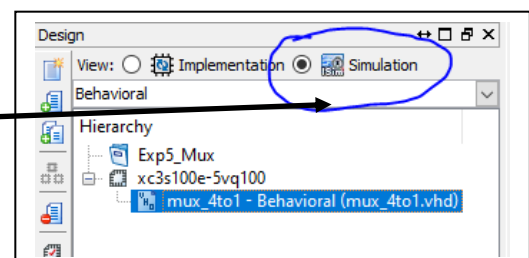 Design
View: Implementation Simulation
Behavioral
Hierarchy
Exp5_Mux
xc3s100e-5vq100
mux_4to1 - Behavioral (mux_4to1.vhd)